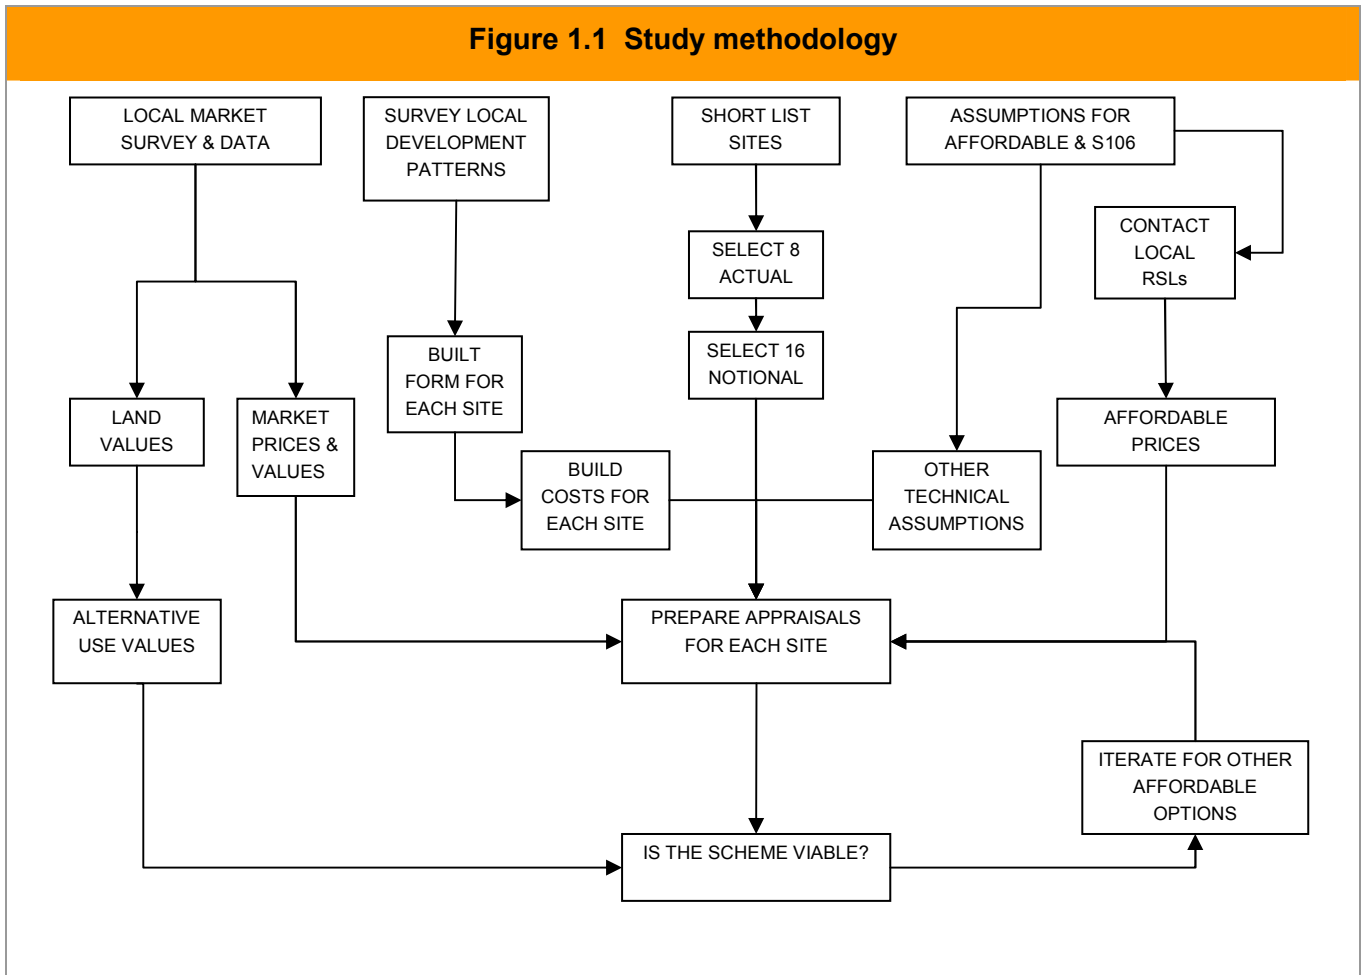 Figure 1.1 Study methodology
LOCAL MARKET
SURVEY & DATA
SURVEY LOCAL
DEVELOPMENT
PATTERNS
SHORT LIST
SITES
ASSUMPTIONS FOR
AFFORDABLE & S106
CONTACT
LOCAL
RSLs
SELECT 8
ACTUAL
SELECT 16
NOTIONAL
BUILT
FORM FOR
EACH SITE
LAND
VALUES
MARKET
PRICES &
VALUES
AFFORDABLE
PRICES
BUILD
COSTS FOR
EACH SITE
OTHER
TECHNICAL
ASSUMPTIONS
ALTERNATIVE
USE VALUES
PREPARE APPRAISALS
FOR EACH SITE
ITERATE FOR OTHER
AFFORDABLE
OPTIONS
IS THE SCHEME VIABLE?